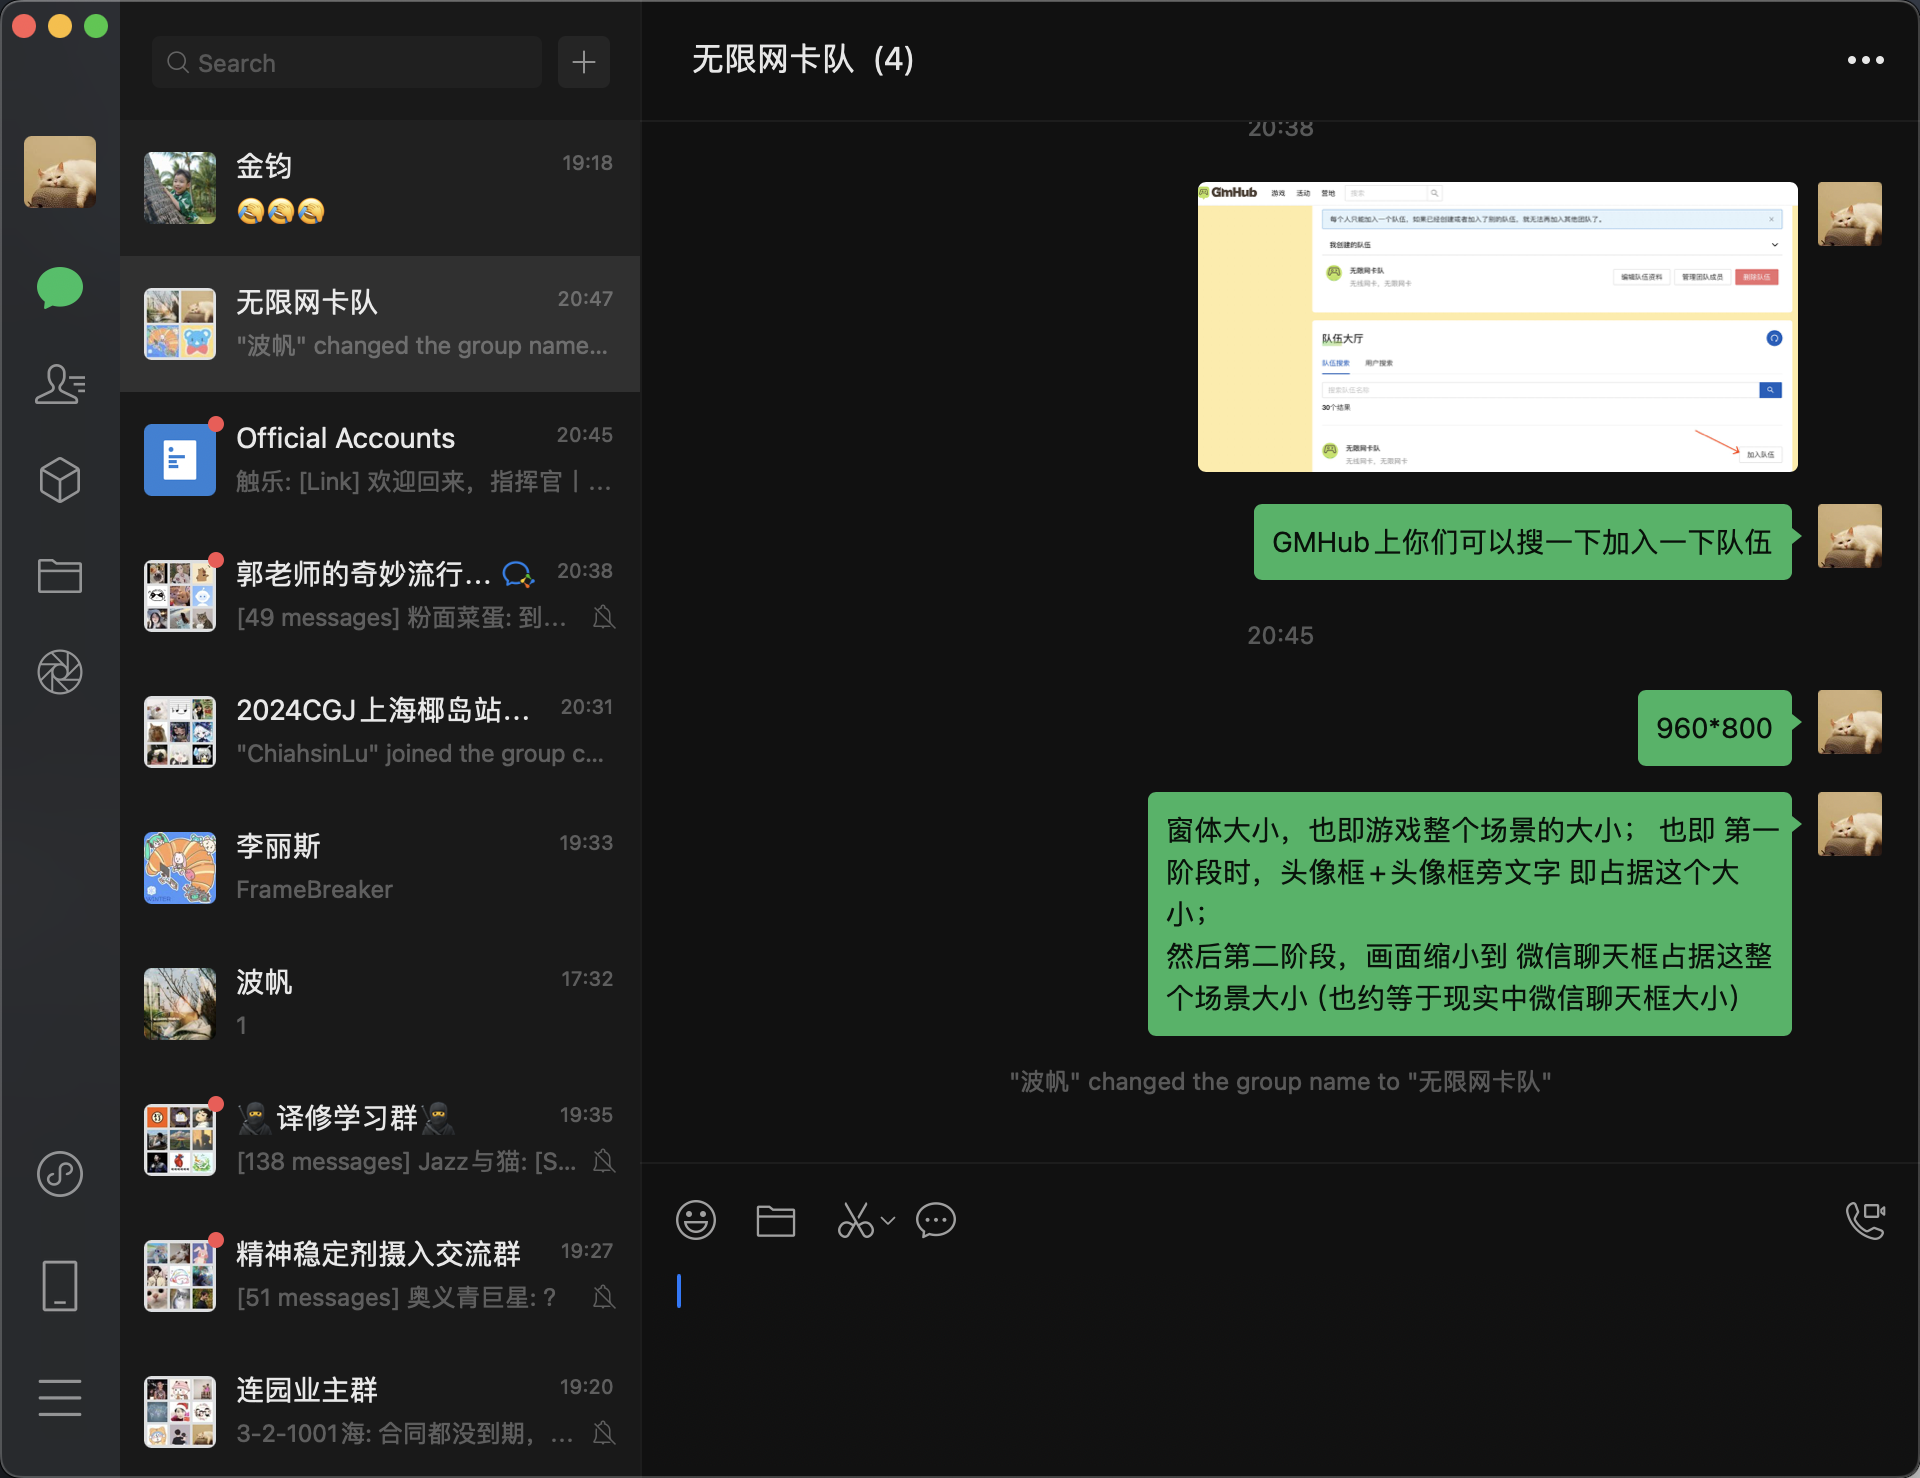 Search
金钧
19:18
🤣🤣🤣
无限网卡队
20:47
"波帆" changed the group name...
Official Accounts
20:45
触乐: [Link] 欢迎回来，指挥官丨...
郭老师的奇妙流行...
20:38
[49 messages] 粉面菜蛋: 到...
2024CGJ上海椰岛站...
20:31
"ChiahsinLu" joined the group c...
李丽斯
19:33
FrameBreaker
波帆
17:32
1
🥷译修学习群🥷
19:35
[138 messages] Jazz与猫: [S...
精神稳定剂摄入交流群
19:27
[51 messages] 奥义青巨星: ?
连园业主群
19:20
3-2-1001海: 合同都没到期，...
无限网卡队 (4)
20:38
GmHub 游戏 活动 营地 搜索
每个人只能加入一个队伍，如果已经创建或者加入了别的队伍，就无法再加入其他团队了。
我创建的队伍
无限网卡队
无线网卡，无限网卡
编辑队伍资料 管理团队成员 删除队伍
队伍大厅
队伍搜索 用户搜索
搜索队伍名称
30个结果
无限网卡队
无线网卡，无限网卡
加入队伍
GMHub上你们可以搜一下加入一下队伍
20:45
960*800
窗体大小，也即游戏整个场景的大小； 也即 第一
阶段时，头像框+头像框旁文字 即占据这个大
小；
然后第二阶段，画面缩小到 微信聊天框占据这整
个场景大小 (也约等于现实中微信聊天框大小)
"波帆" changed the group name to "无限网卡队"